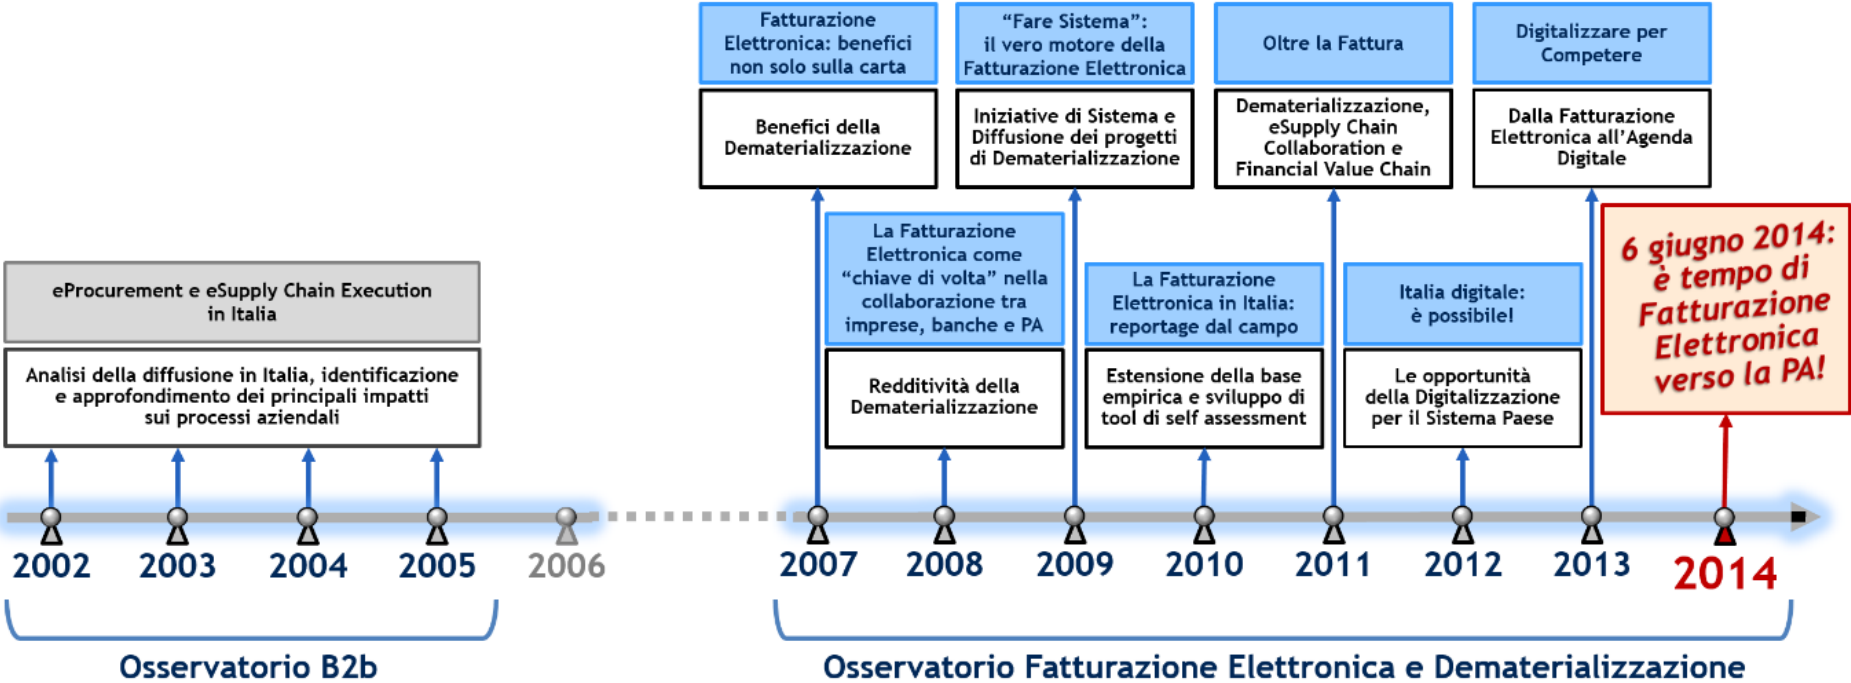 Fatturazione
Elettronica: benefici
non solo sulla carta
Benefici della
Dematerializzazione
“Fare Sistema”:
il vero motore della
Fatturazione Elettronica
Iniziative di Sistema e
Diffusione dei progetti
di Dematerializzazione
Oltre la Fattura
Dematerializzazione,
eSupply Chain
Collaboration e
Financial Value Chain
Digitalizzare per
Competere
Dalla Fatturazione
Elettronica all’Agenda
Digitale
eProcurement e eSupply Chain Execution
in Italia
Analisi della diffusione in Italia, identificazione
e approfondimento dei principali impatti
sui processi aziendali
La Fatturazione
Elettronica come
“chiave di volta” nella
collaborazione tra
imprese, banche e PA
Redditività della
Dematerializzazione
La Fatturazione
Elettronica in Italia:
reportage dal campo
Estensione della base
empirica e sviluppo di
tool di self assessment
Italia digitale:
è possibile!
Le opportunità
della Digitalizzazione
per il Sistema Paese
6 giugno 2014:
è tempo di
Fatturazione
Elettronica
verso la PA!
2002 2003 2004 2005 2006 2007 2008 2009 2010 2011 2012 2013 2014
Osservatorio B2b
Osservatorio Fatturazione Elettronica e Dematerializzazione